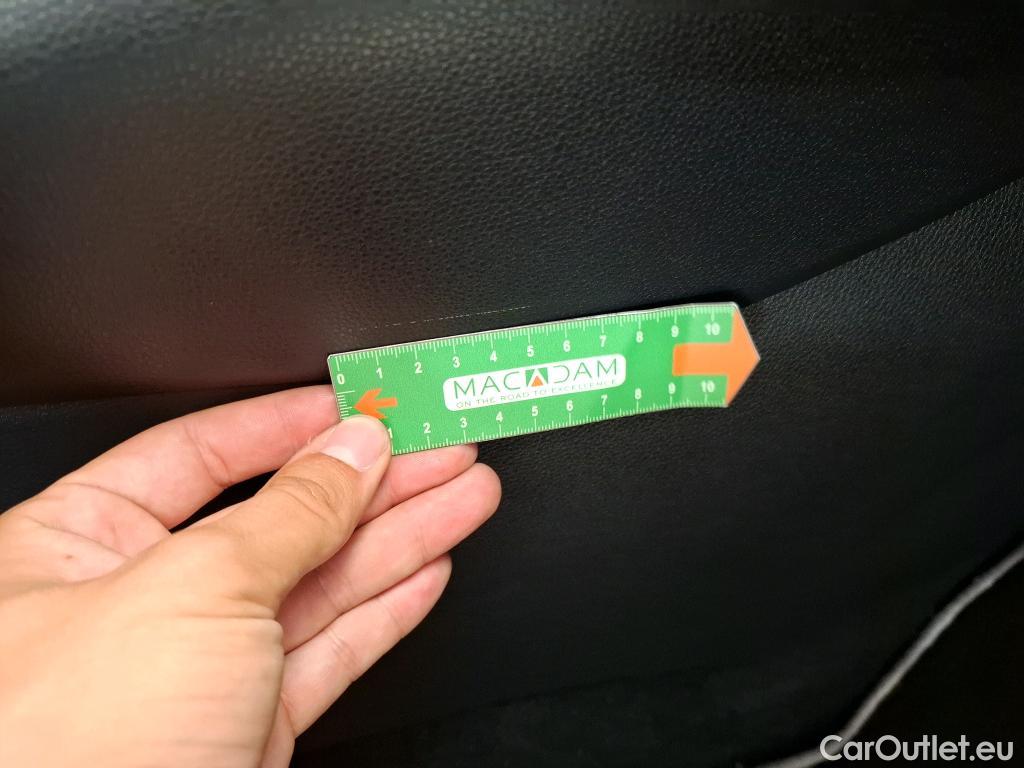 0 1 2 3 4 5 6 7 8 9 10
MACADAM
ON THE ROAD TO EXCELLENCE
1 2 3 4 5 6 7 8 9 10
CarOutlet.eu